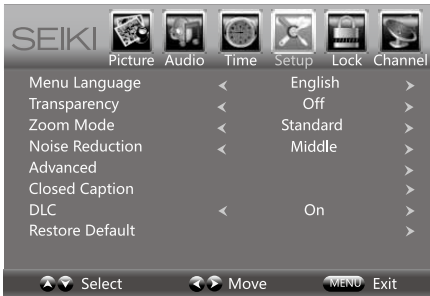 SEIKI
Picture Audio Time Setup Lock Channel
Menu Language English
Transparency Off
Zoom Mode Standard
Noise Reduction Middle
Advanced
Closed Caption
DLC On
Restore Default
Select Move MENU Exit